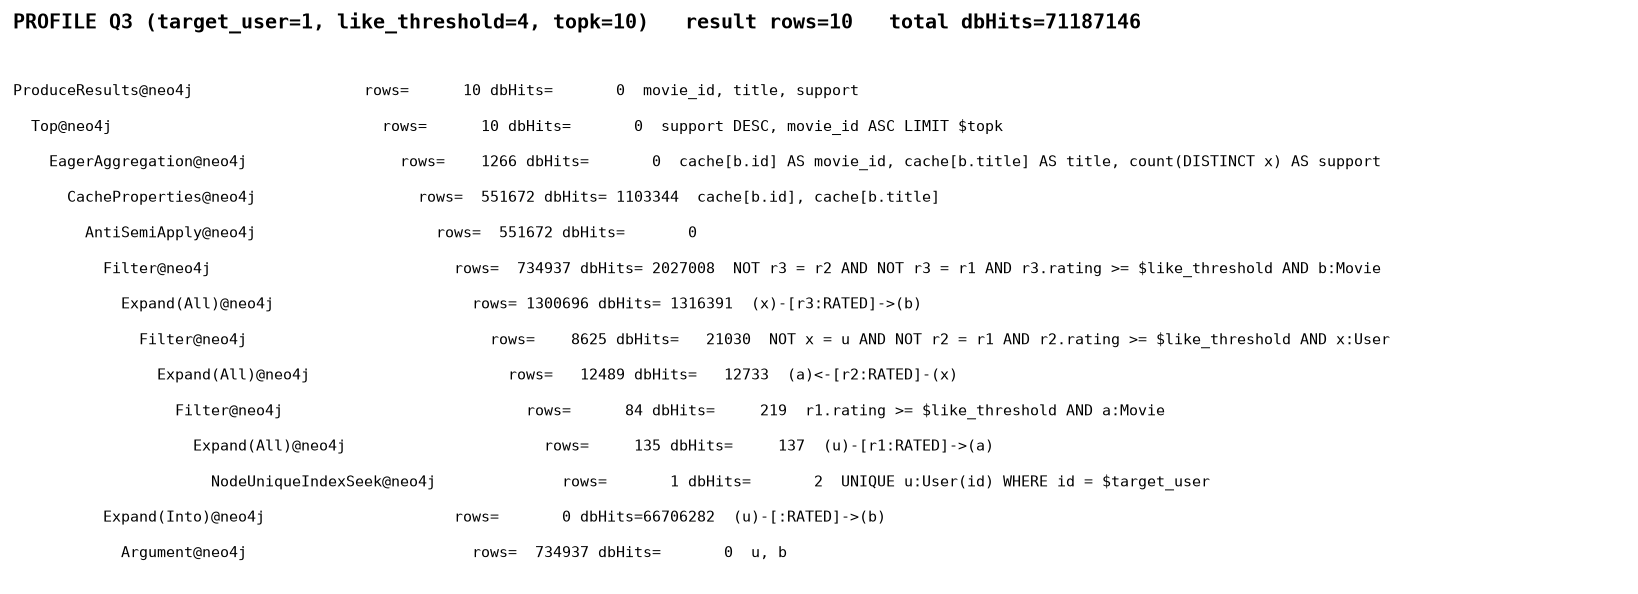 PROFILE Q3 (target_user=1, like_threshold=4, topk=10)   result rows=10   total dbHits=71187146
ProduceResults@neo4j                   rows=      10 dbHits=       0  movie_id, title, support
  Top@neo4j                              rows=      10 dbHits=       0  support DESC, movie_id ASC LIMIT $topk
    EagerAggregation@neo4j                 rows=    1266 dbHits=       0  cache[b.id] AS movie_id, cache[b.title] AS title, count(DISTINCT x) AS support
      CacheProperties@neo4j                  rows=  551672 dbHits= 1103344  cache[b.id], cache[b.title]
        AntiSemiApply@neo4j                    rows=  551672 dbHits=       0
          Filter@neo4j                           rows=  734937 dbHits= 2027008  NOT r3 = r2 AND NOT r3 = r1 AND r3.rating >= $like_threshold AND b:Movie
            Expand(All)@neo4j                      rows= 1300696 dbHits= 1316391  (x)-[r3:RATED]->(b)
              Filter@neo4j                           rows=    8625 dbHits=   21030  NOT x = u AND NOT r2 = r1 AND r2.rating >= $like_threshold AND x:User
                Expand(All)@neo4j                      rows=   12489 dbHits=   12733  (a)<-[r2:RATED]-(x)
                  Filter@neo4j                           rows=      84 dbHits=     219  r1.rating >= $like_threshold AND a:Movie
                    Expand(All)@neo4j                      rows=     135 dbHits=     137  (u)-[r1:RATED]->(a)
                      NodeUniqueIndexSeek@neo4j              rows=       1 dbHits=       2  UNIQUE u:User(id) WHERE id = $target_user
          Expand(Into)@neo4j                     rows=       0 dbHits=66706282  (u)-[:RATED]->(b)
            Argument@neo4j                         rows=  734937 dbHits=       0  u, b